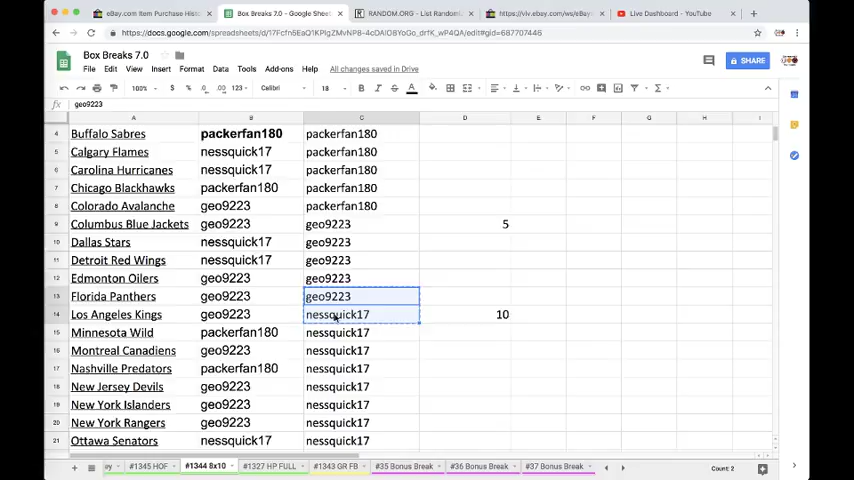 eBay.com Item Purchase Hist
Box Breaks 7.0 - Google Sheet
RANDOM.ORG - List Randomi
https://viv.ebay.com/ws/eBay
Live Dashboard - YouTube
https://docs.google.com/spreadsheets/d/
Box Breaks 7.0
File Edit View Insert Format Data Tools Add-ons Help All changes saved in Drive
SHARE
100% $ % .0 .00 123 Calibri 18
fx geo9223
A B C D E F G H I
4 Buffalo Sabres packerfan180 packerfan180
5 Calgary Flames nessquick17 packerfan180
6 Carolina Hurricanes nessquick17 packerfan180
7 Chicago Blackhawks packerfan180 packerfan180
8 Colorado Avalanche geo9223 packerfan180
9 Columbus Blue Jackets geo9223 geo9223 5
10 Dallas Stars nessquick17 geo9223
11 Detroit Red Wings nessquick17 geo9223
12 Edmonton Oilers geo9223 geo9223
13 Florida Panthers geo9223 geo9223
14 Los Angeles Kings geo9223 nessquick17 10
15 Minnesota Wild packerfan180 nessquick17
16 Montreal Canadiens geo9223 nessquick17
17 Nashville Predators packerfan180 nessquick17
18 New Jersey Devils geo9223 nessquick17
19 New York Islanders geo9223 nessquick17
20 New York Rangers geo9223 nessquick17
21 Ottawa Senators nessquick17 nessquick17
#1345 HOF #1344 8x10 #1327 HP FULL #1343 GR FB #35 Bonus Break #36 Bonus Break #37 Bonus Break Count: 2